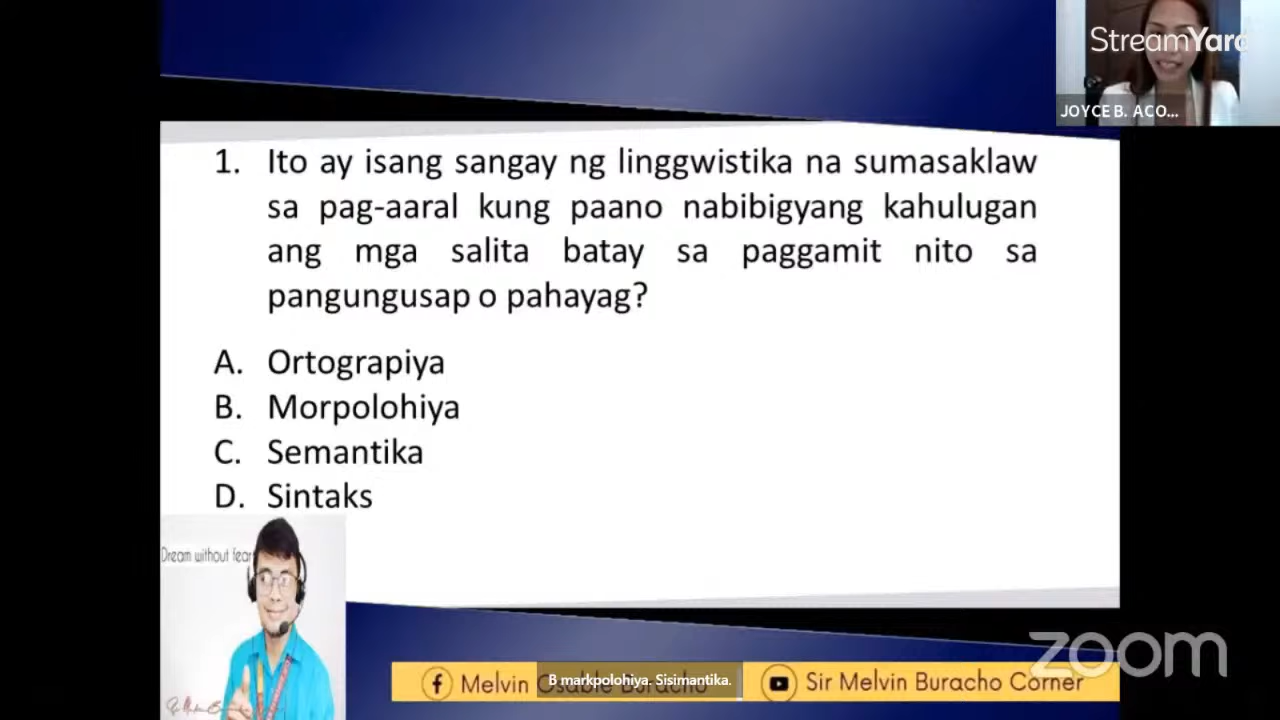 StreamYard
JOYCE B. ACO...
1. Ito ay isang sangay ng linggwistika na sumasaklaw
sa pag-aaral kung paano nabibigyang kahulugan
ang mga salita batay sa paggamit nito sa
pangungusap o pahayag?
A. Ortograpiya
B. Morpolohiya
C. Semantika
D. Sintaks
Dream without fear
zoom
Melvin Osable Buracho
B markpolohiya. Sisimantika.
Sir Melvin Buracho Corner